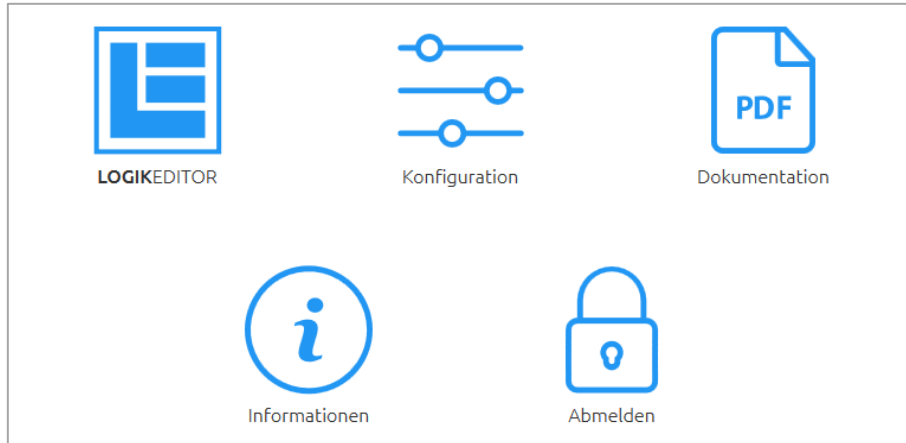 LOGIKEDITOR
Konfiguration
PDF
Dokumentation
i
Informationen
Abmelden